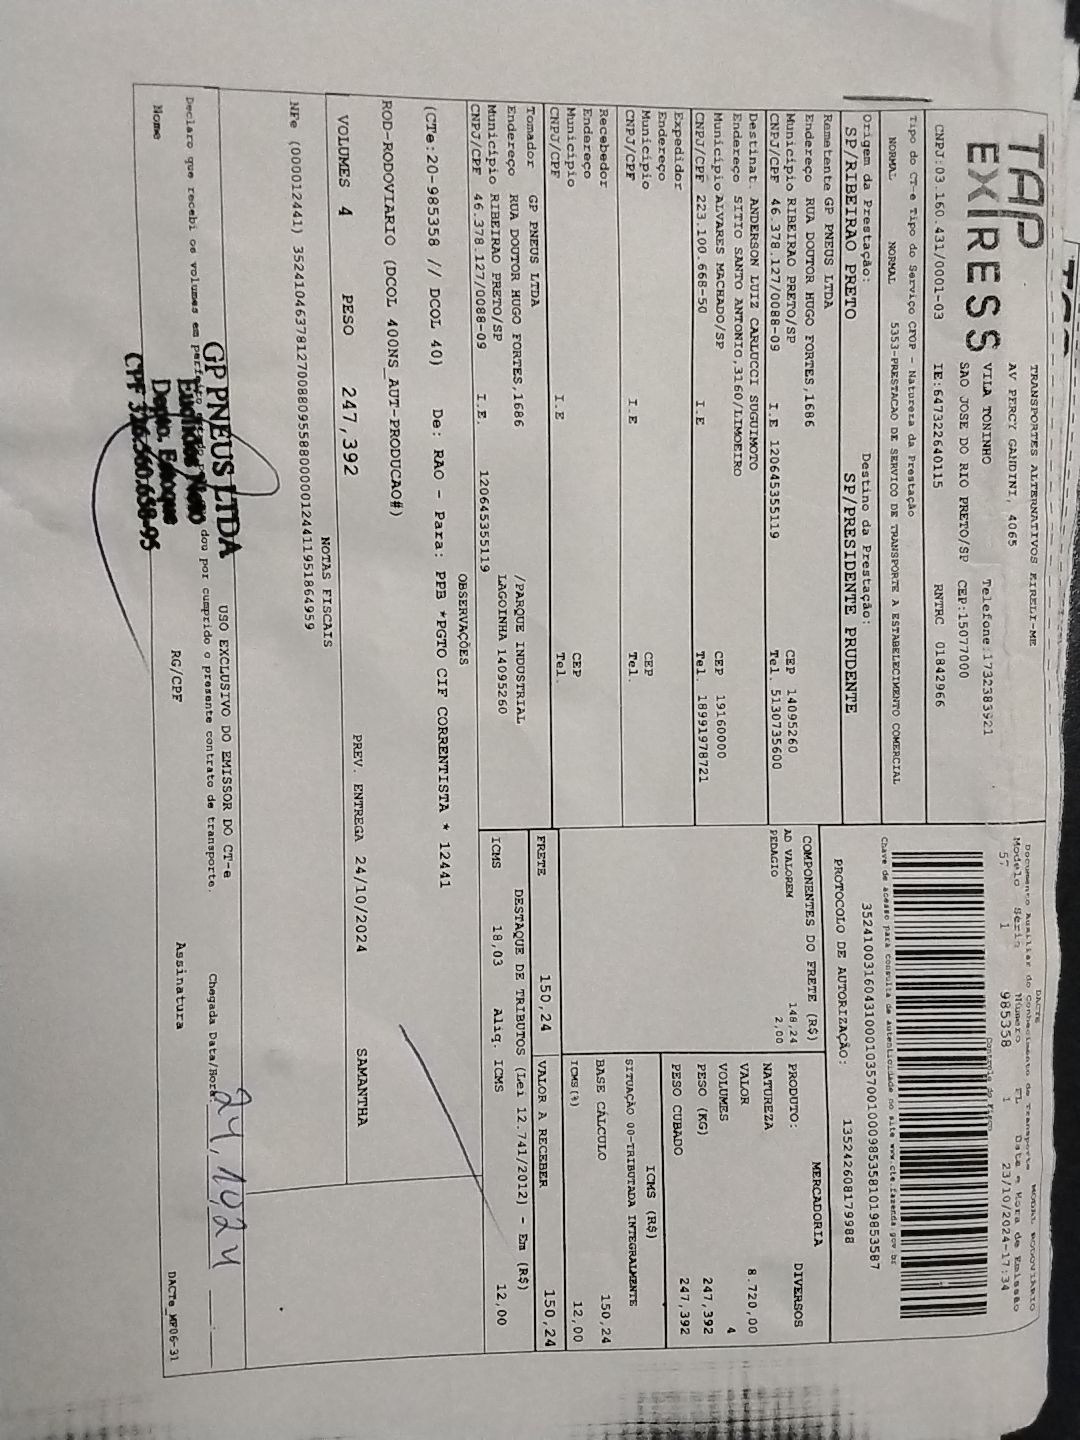 TAP
EXPRESS
TRANSPORTES ALTERNATIVOS EIRELI-ME
AV PERCY GANDINI, 4065
VILA TONINHO Telefone:1732383921
SAO JOSE DO RIO PRETO/SP CEP:15077000
CNPJ:03.160.431/0001-03 IE:647322640115 RNTRC 01842966
DACTE MODAL RODOVIÁRIO
Documento Auxiliar do Conhecimento de Transporte
Modelo Série Número FL Data e Hora de Emissão
57 1 985358 1 23/10/2024-17:34
Controle do Fisco
Chave de acesso para consulta de autenticidade no site www.cte.fazenda.gov.br
PROTOCOLO DE AUTORIZAÇÃO: 135242608179988
Tipo do CT-e Tipo do Serviço CFOP - Natureza da Prestação
NORMAL NORMAL 5353-PRESTACAO DE SERVICO DE TRANSPORTE A ESTABELECIMENTO COMERCIAL
Origem da Prestação: Destino da Prestação:
SP/RIBEIRAO PRETO SP/PRESIDENTE PRUDENTE
Remetente GP PNEUS LTDA
Endereço RUA DOUTOR HUGO FORTES,1686
Município RIBEIRAO PRETO/SP CEP 14095260
CNPJ/CPF 46.378.127/0088-09 I.E 120645355119 Tel. 5130735600
Destinat. ANDERSON LUIZ CARLUCCI SUGUIMOTO
Endereço SITIO SANTO ANTONIO,3160/LIMOEIRO
Município ALVARES MACHADO/SP CEP 19160000
CNPJ/CPF 223.100.668-50 I.E Tel. 18991978721
Expedidor
Endereço
Município CEP
CNPJ/CPF I.E Tel.
Recebedor
Endereço
Município CEP
CNPJ/CPF I.E Tel.
Tomador GP PNEUS LTDA
Endereço RUA DOUTOR HUGO FORTES,1686 /PARQUE INDUSTRIAL
Município RIBEIRAO PRETO/SP LAGOINHA 14095260
CNPJ/CPF 46.378.127/0088-09 I.E. 120645355119
COMPONENTES DO FRETE (R$)
AD VALOREM 148,24
PEDAGIO 2,00
MERCADORIA
PRODUTO: DIVERSOS
NATUREZA
VALOR 8.720,00
VOLUMES 4
PESO (KG) 247,392
PESO CUBADO 247,392
ICMS (R$)
SITUAÇÃO 00-TRIBUTADA INTEGRALMENTE
BASE CÁLCULO 150,24
ICMS(%) 12,00
FRETE 150,24 VALOR A RECEBER 150,24
DESTAQUE DE TRIBUTOS (Lei 12.741/2012) - Em (R$)
ICMS 18,03 Aliq. ICMS 12,00
OBSERVAÇÕES
(CTe:20-985358 // DCOL 40) De: RAO - Para: PPB *PGTO CIF CORRENTISTA * 12441
ROD-RODOVIARIO (DCOL 400NS_AUT-PRODUCAO#)
VOLUMES 4 PESO 247,392 PREV. ENTREGA 24/10/2024 SAMANTHA
NOTAS FISCAIS
USO EXCLUSIVO DO EMISSOR DO CT-e
Declaro que recebi os volumes em perfeito dou por cumprido o presente contrato de transporte. Chegada Data/Hora: 24,10,24
Nome RG/CPF Assinatura
GP PNEUS LTDA
Euclides Neto
Depto. Estoque
DACTe_MF06-31